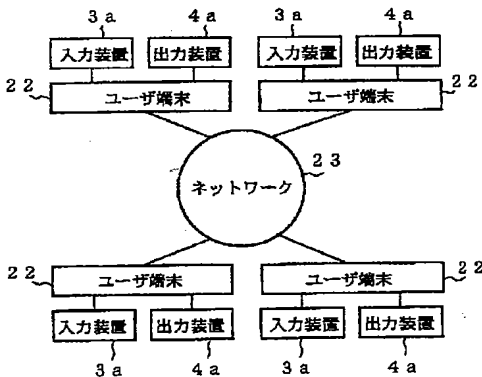 3a 4a 3a 4a
入力装置 出力装置 入力装置 出力装置
22 ユーザ端末 ユーザ端末 22
23
ネットワーク
22 ユーザ端末 ユーザ端末 22
入力装置 出力装置 入力装置 出力装置
3a 4a 3a 4a